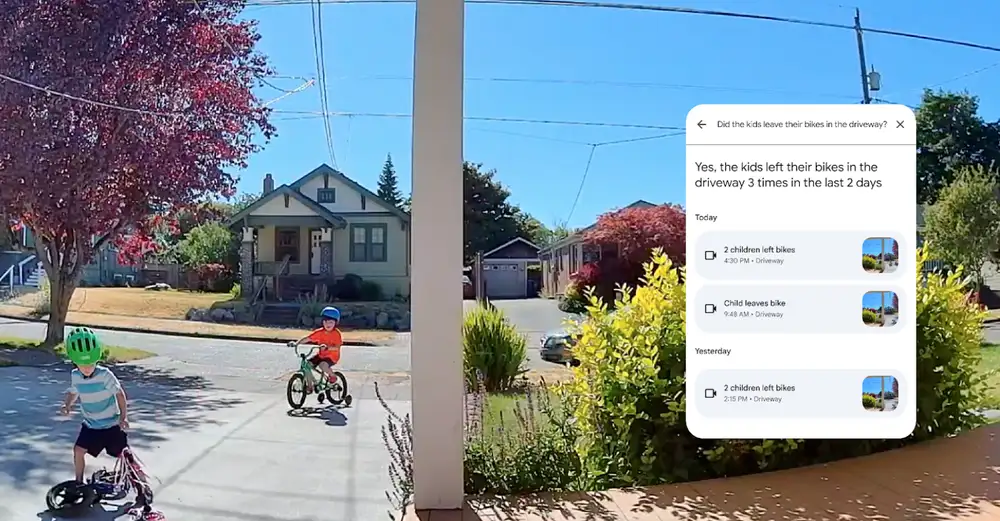 Did the kids leave their bikes in the driveway?
Yes, the kids left their bikes in the
driveway 3 times in the last 2 days
Today
2 children left bikes
4:30 PM • Driveway
Child leaves bike
9:48 AM • Driveway
Yesterday
2 children left bikes
2:15 PM • Driveway